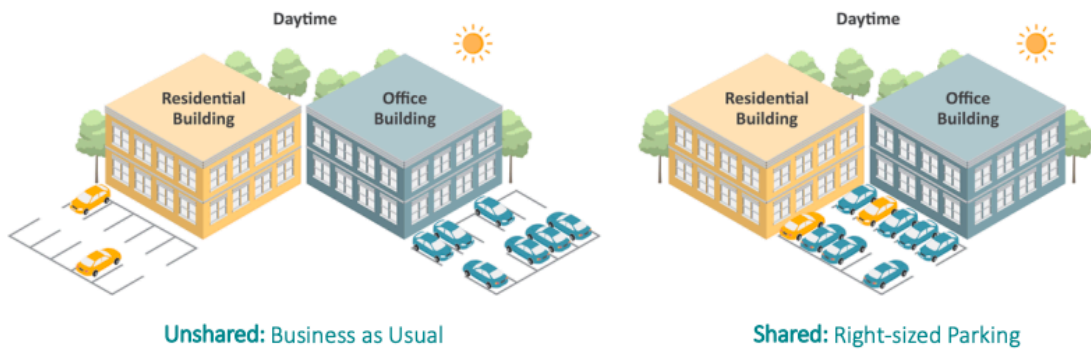 Daytime
Residential
Building
Office
Building
Unshared: Business as Usual
Daytime
Residential
Building
Office
Building
Shared: Right-sized Parking